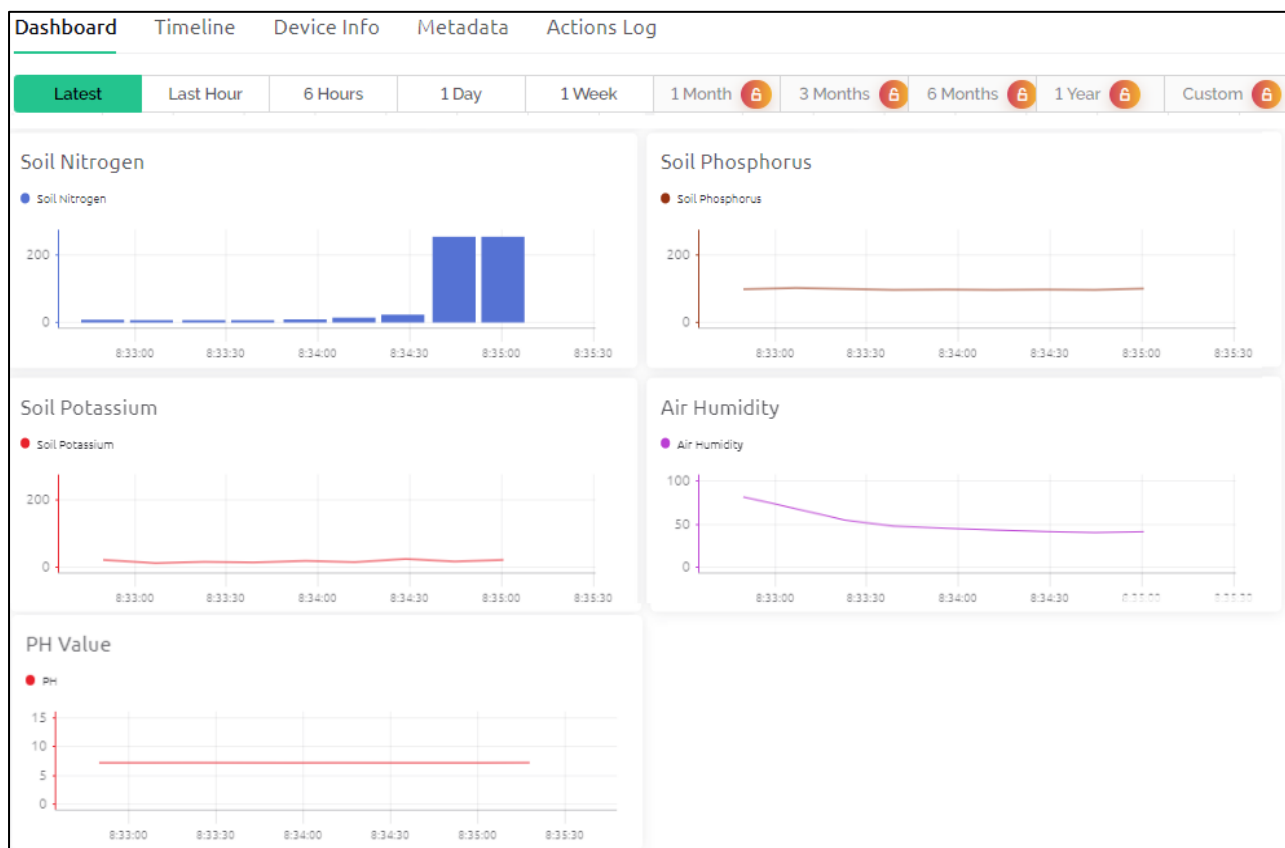 Dashboard Timeline Device Info Metadata Actions Log
Latest Last Hour 6 Hours 1 Day 1 Week 1 Month 3 Months 6 Months 1 Year Custom
Soil Nitrogen
Soil Nitrogen
200
0
8:33:00 8:33:30 8:34:00 8:34:30 8:35:00 8:35:30
Soil Phosphorus
Soil Phosphorus
200
0
8:33:00 8:33:30 8:34:00 8:34:30 8:35:00 8:35:30
Soil Potassium
Soil Potassium
200
0
8:33:00 8:33:30 8:34:00 8:34:30 8:35:00 8:35:30
Air Humidity
Air Humidity
100
50
0
8:33:00 8:33:30 8:34:00 8:34:30 8:35:00 8:35:30
PH Value
PH
15
10
5
0
8:33:00 8:33:30 8:34:00 8:34:30 8:35:00 8:35:30